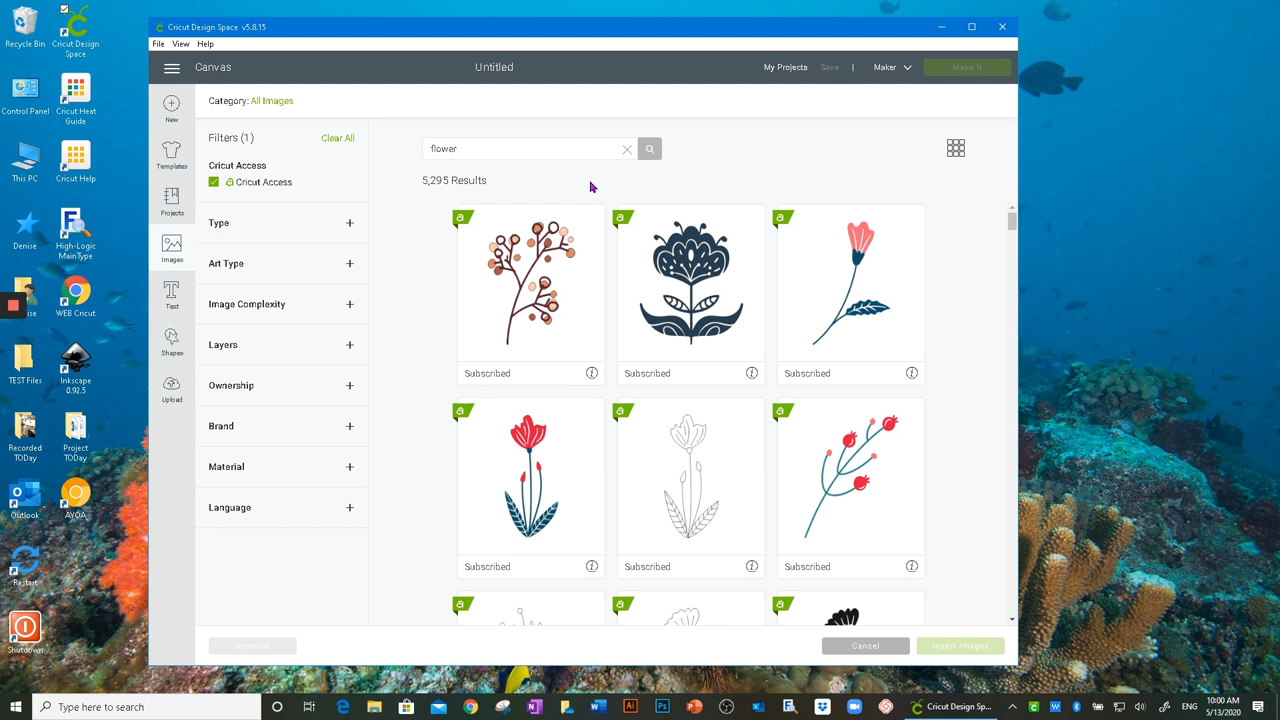 Recycle Bin
Cricut Design
Space
Control Panel
Cricut Heat
Guide
This PC
Cricut Help
Denise
High-Logic
MainType
WEB Cricut
TEST Files
Inkscape
0.92.5
Recorded
TODay
Project
TODay
Outlook
AYOA
Restart
Shutdown
Cricut Design Space v5.8.15
File View Help
Canvas
Untitled
My Projects Save | Maker Make It
New
Templates
Projects
Images
Text
Shapes
Upload
Category: All Images
Filters (1) Clear All
Cricut Access
Cricut Access
Type +
Art Type +
Image Complexity +
Layers +
Ownership +
Brand +
Material +
Language +
flower
5,295 Results
Subscribed
Subscribed
Subscribed
Subscribed
Subscribed
Subscribed
Remove
Cancel
Insert Images
Type here to search
Cricut Design Spa...
ENG
10:00 AM
5/13/2020